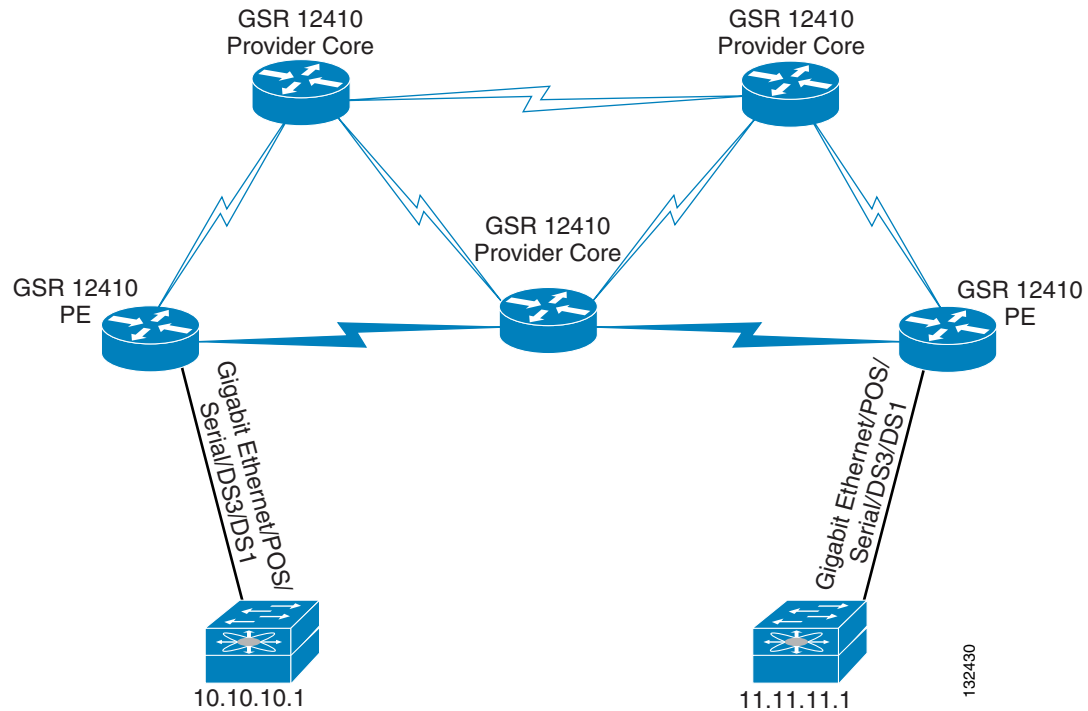 GSR 12410
Provider Core
GSR 12410
Provider Core
GSR 12410
Provider Core
GSR 12410
PE
GSR 12410
PE
Gigabit Ethernet/POS/
Serial/DS3/DS1
Gigabit Ethernet/POS/
Serial/DS3/DS1
10.10.10.1
11.11.11.1
132430